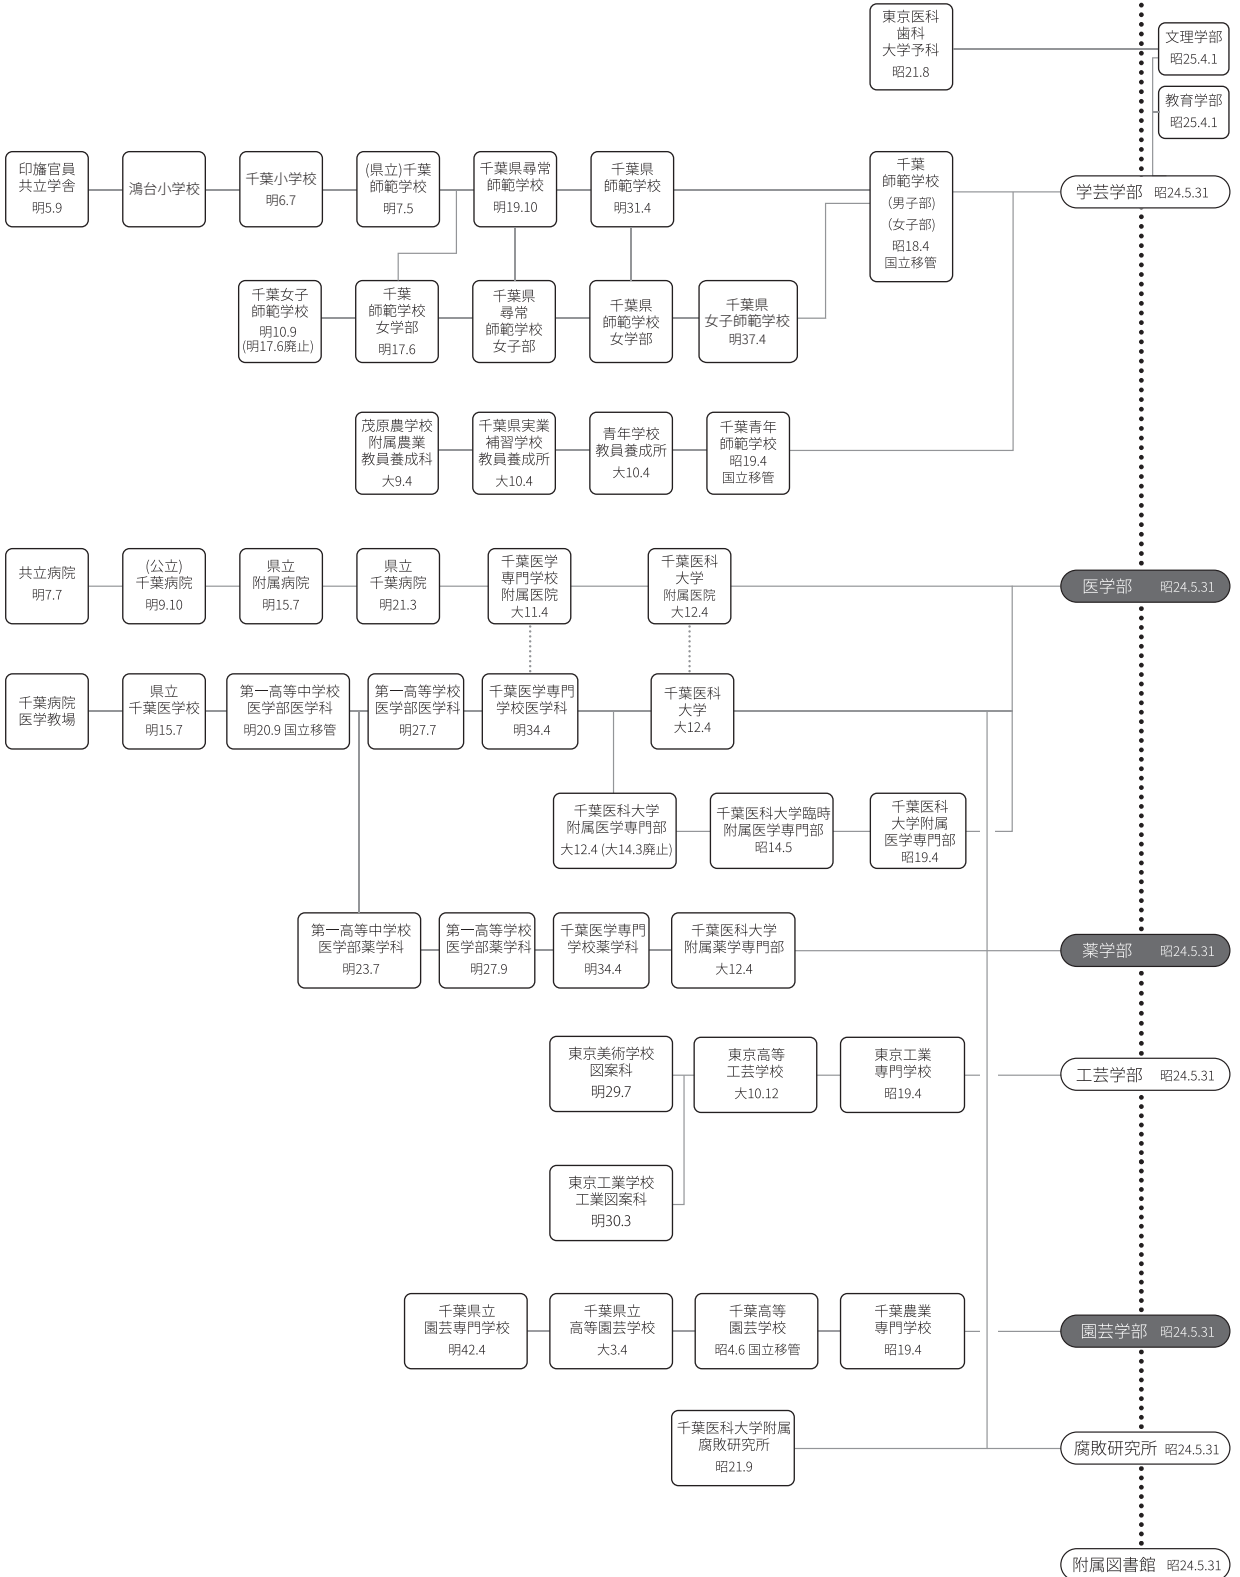 東京医科
歯科
大学予科
昭21.8
文理学部
昭25.4.1
教育学部
昭25.4.1
印旛官員
共立学舎
明5.9
鴻台小学校
千葉小学校
明6.7
(県立)千葉
師範学校
明7.5
千葉県尋常
師範学校
明19.10
千葉県
師範学校
明31.4
千葉
師範学校
(男子部)
(女子部)
昭18.4
国立移管
学芸学部 昭24.5.31
千葉女子
師範学校
明10.9
(明17.6廃止)
千葉
師範学校
女学部
明17.6
千葉県
尋常
師範学校
女子部
千葉県
師範学校
女学部
千葉県
女子師範学校
明37.4
茂原農学校
附属農業
教員養成科
大9.4
千葉県実業
補習学校
教員養成所
大10.4
青年学校
教員養成所
大10.4
千葉青年
師範学校
昭19.4
国立移管
共立病院
明7.7
(公立)
千葉病院
明9.10
県立
附属病院
明15.7
県立
千葉病院
明21.3
千葉医学
専門学校
附属医院
大11.4
千葉医科
大学
附属医院
大12.4
医学部 昭24.5.31
千葉病院
医学教場
県立
千葉医学校
明15.7
第一高等中学校
医学部医学科
明20.9 国立移管
第一高等学校
医学部医学科
明27.7
千葉医学専門
学校医学科
明34.4
千葉医科
大学
大12.4
千葉医科大学
附属医学専門部
大12.4 (大14.3廃止)
千葉医科大学臨時
附属医学専門部
昭14.5
千葉医科
大学附属
医学専門部
昭19.4
第一高等中学校
医学部薬学科
明23.7
第一高等学校
医学部薬学科
明27.9
千葉医学専門
学校薬学科
明34.4
千葉医科大学
附属薬学専門部
大12.4
薬学部 昭24.5.31
東京美術学校
図案科
明29.7
東京高等
工芸学校
大10.12
東京工業
専門学校
昭19.4
工芸学部 昭24.5.31
東京工業学校
工業図案科
明30.3
千葉県立
園芸専門学校
明42.4
千葉県立
高等園芸学校
大3.4
千葉高等
園芸学校
昭4.6 国立移管
千葉農業
専門学校
昭19.4
園芸学部 昭24.5.31
千葉医科大学附属
腐敗研究所
昭21.9
腐敗研究所 昭24.5.31
附属図書館 昭24.5.31